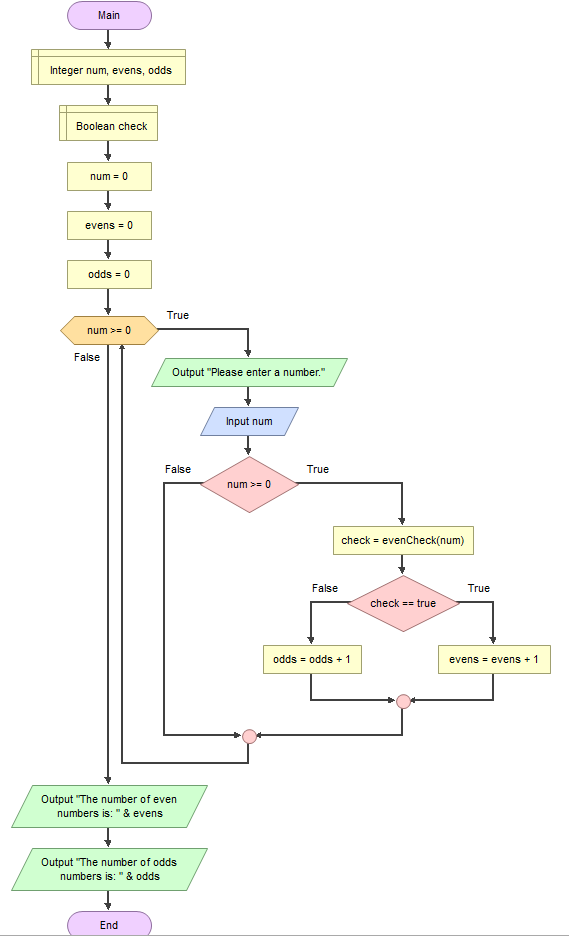 Main
Integer num, evens, odds
Boolean check
num = 0
evens = 0
odds = 0
num >= 0
True
False
Output "Please enter a number."
Input num
False
True
num >= 0
check = evenCheck(num)
False
True
check == true
odds = odds + 1
evens = evens + 1
Output "The number of even
numbers is: " & evens
Output "The number of odds
numbers is: " & odds
End